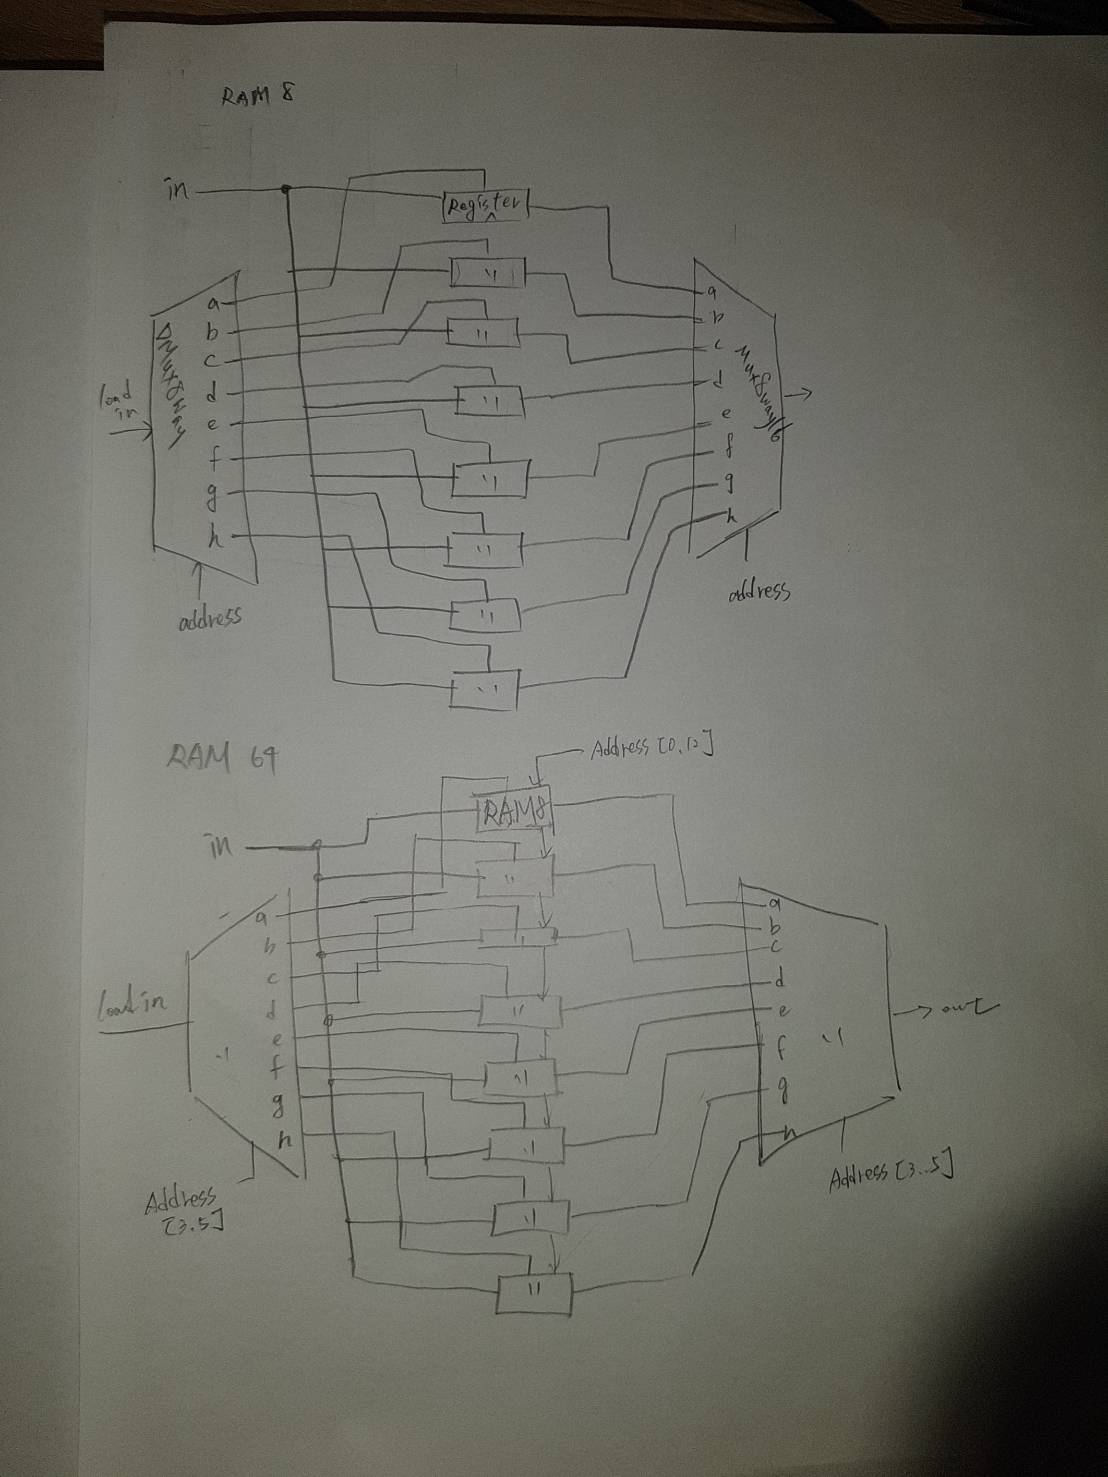 RAM 8
in
Register
"
"
"
"
"
"
"
a
b
c
d
e
f
g
h
DMux8Way
load
in
address
a
b
c
d
e
f
g
h
Mux8way16
address
RAM 64
Address [0..2]
in
RAM8
"
"
"
"
"
"
"
a
b
c
d
e
f
g
h
"
load in
Address
[3..5]
a
b
c
d
e
f
g
h
"
out
Address [3..5]